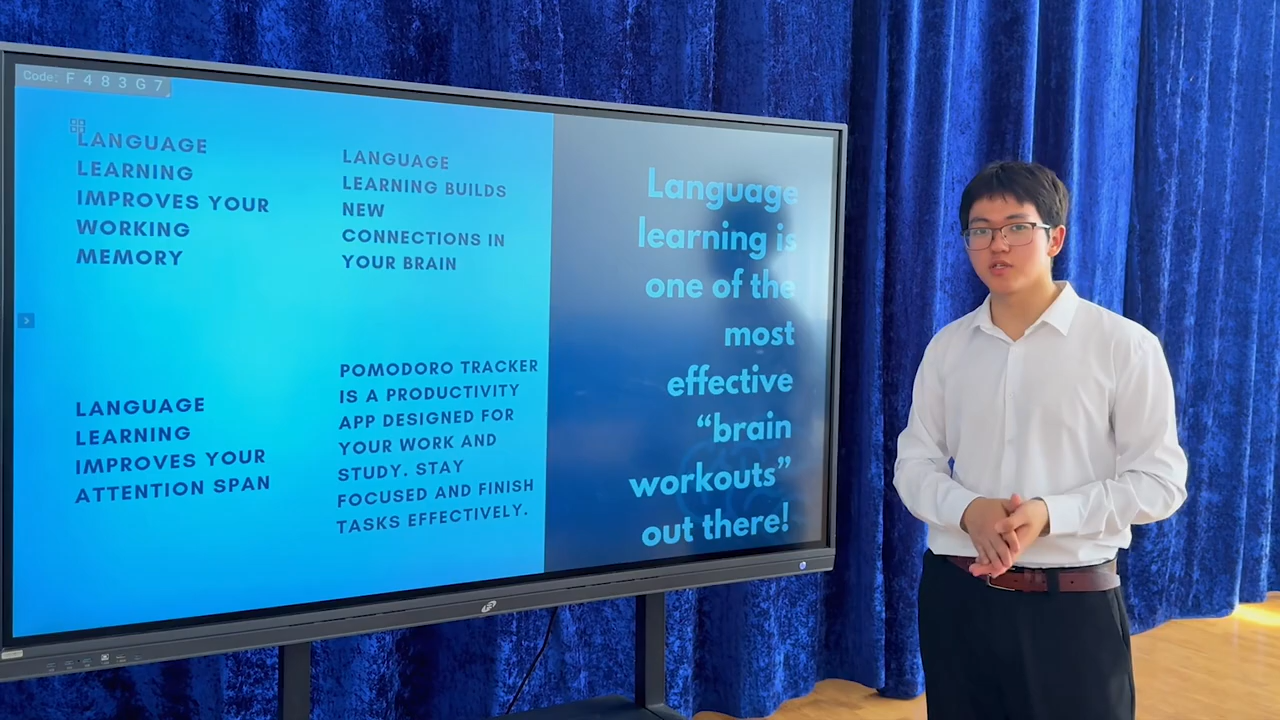 Code: F 4 8 3 G 7
LANGUAGE
LEARNING
IMPROVES YOUR
WORKING
MEMORY
LANGUAGE
LEARNING BUILDS
NEW
CONNECTIONS IN
YOUR BRAIN
LANGUAGE
LEARNING
IMPROVES YOUR
ATTENTION SPAN
POMODORO TRACKER
IS A PRODUCTIVITY
APP DESIGNED FOR
YOUR WORK AND
STUDY. STAY
FOCUSED AND FINISH
TASKS EFFECTIVELY.
Language
learning is
one of the
most
effective
“brain
workouts”
out there!